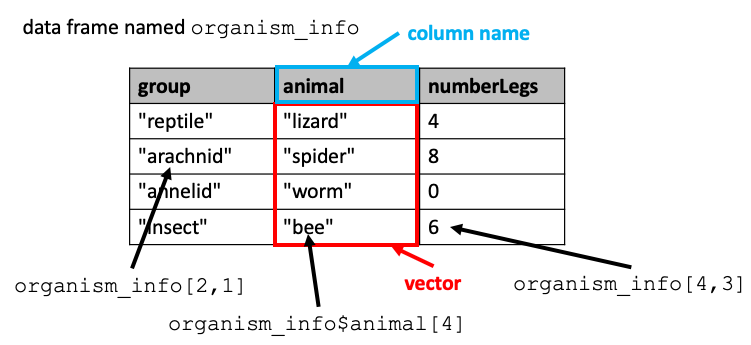 data frame named organism_info
column name
group animal numberLegs
"reptile" "lizard" 4
"arachnid" "spider" 8
"annelid" "worm" 0
"insect" "bee" 6
organism_info[2,1]
vector
organism_info[4,3]
organism_info$animal[4]